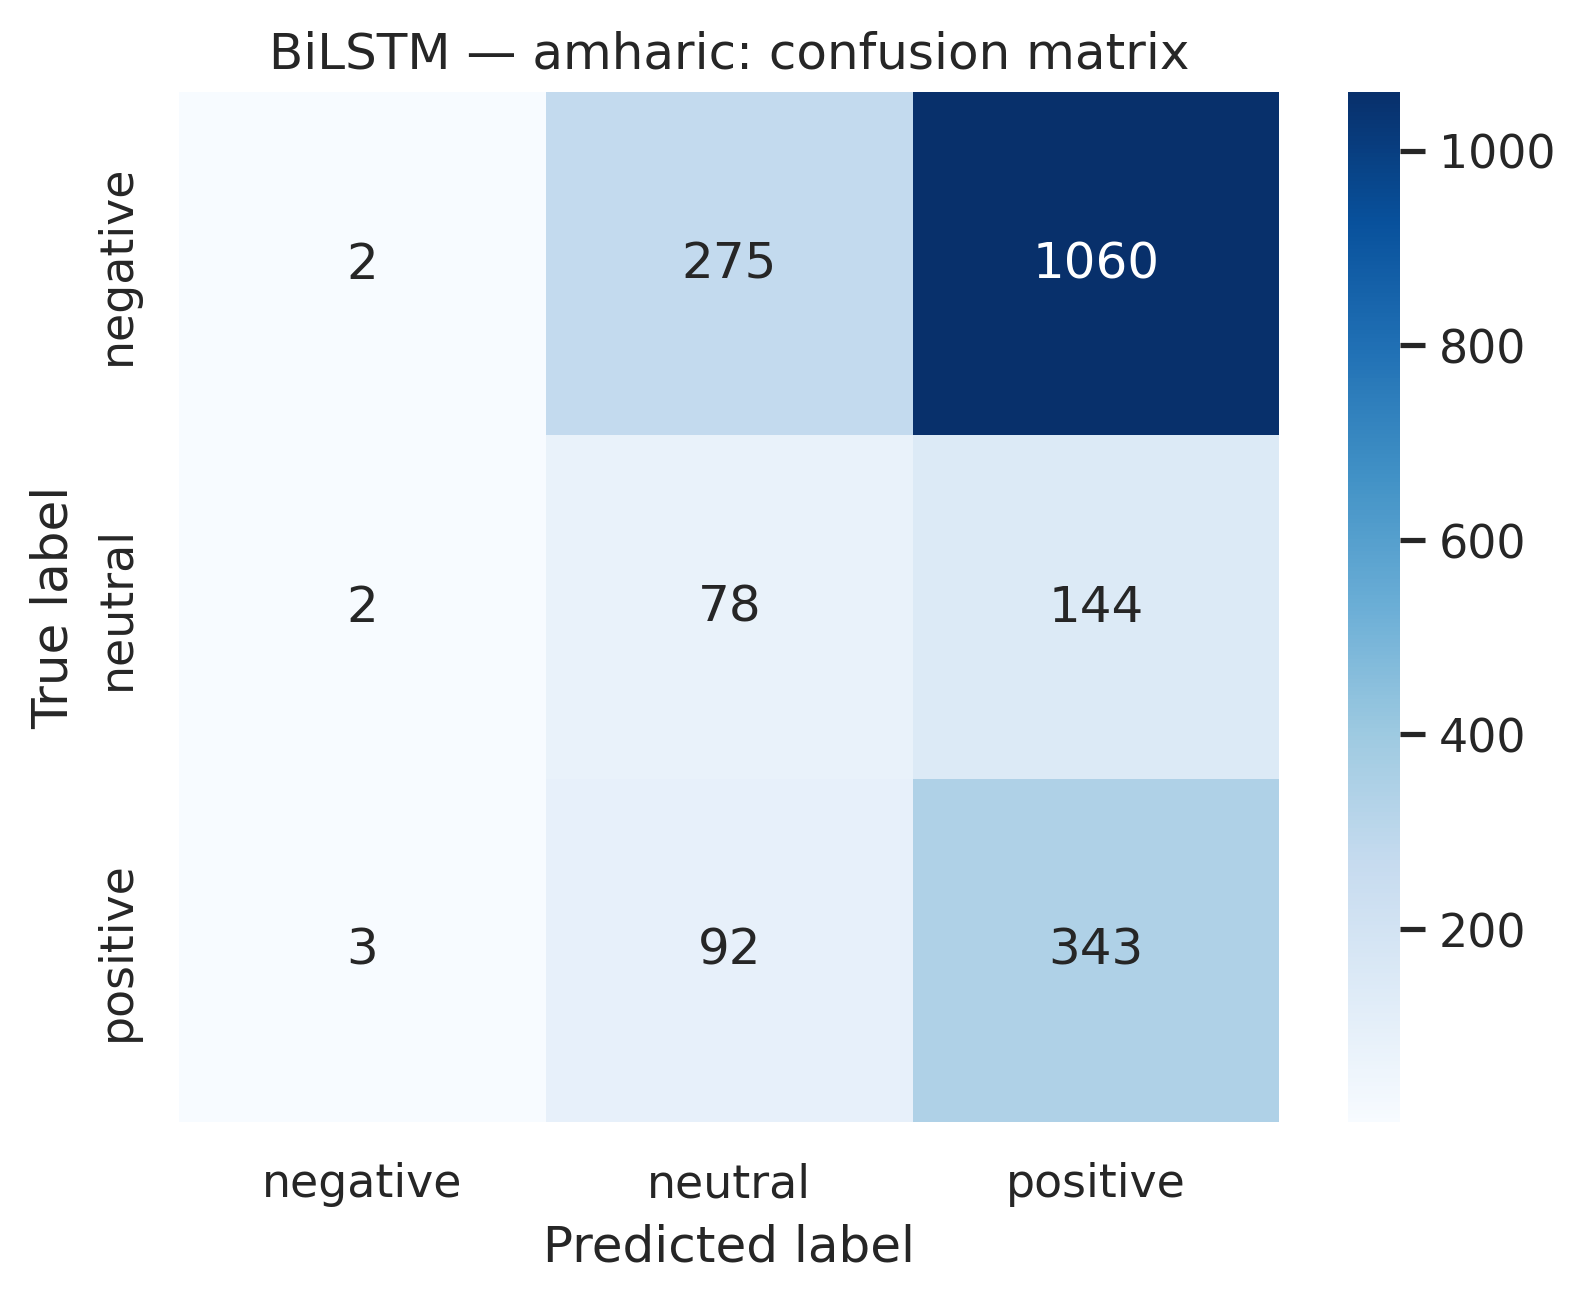 BiLSTM — amharic: confusion matrix
True label
negative
neutral
positive
2 275 1060
2 78 144
3 92 343
negative neutral positive
Predicted label
1000
800
600
400
200